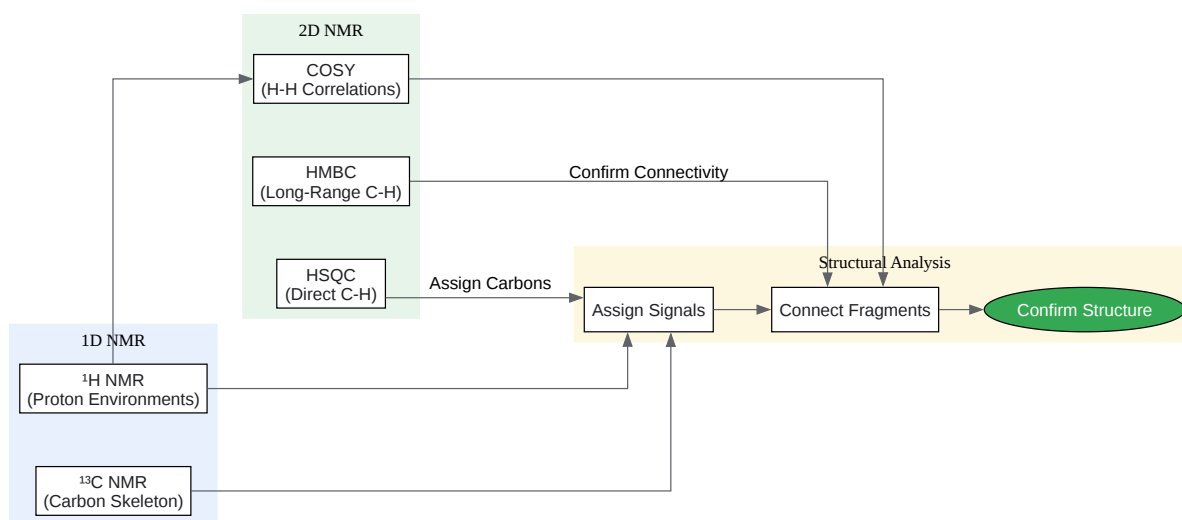 2D NMR
COSY
(H-H Correlations)
HMBC
(Long-Range C-H)
Confirm Connectivity
HSQC
(Direct C-H)
Assign Carbons
Structural Analysis
Assign Signals
Connect Fragments
Confirm Structure
1D NMR
¹H NMR
(Proton Environments)
¹³C NMR
(Carbon Skeleton)